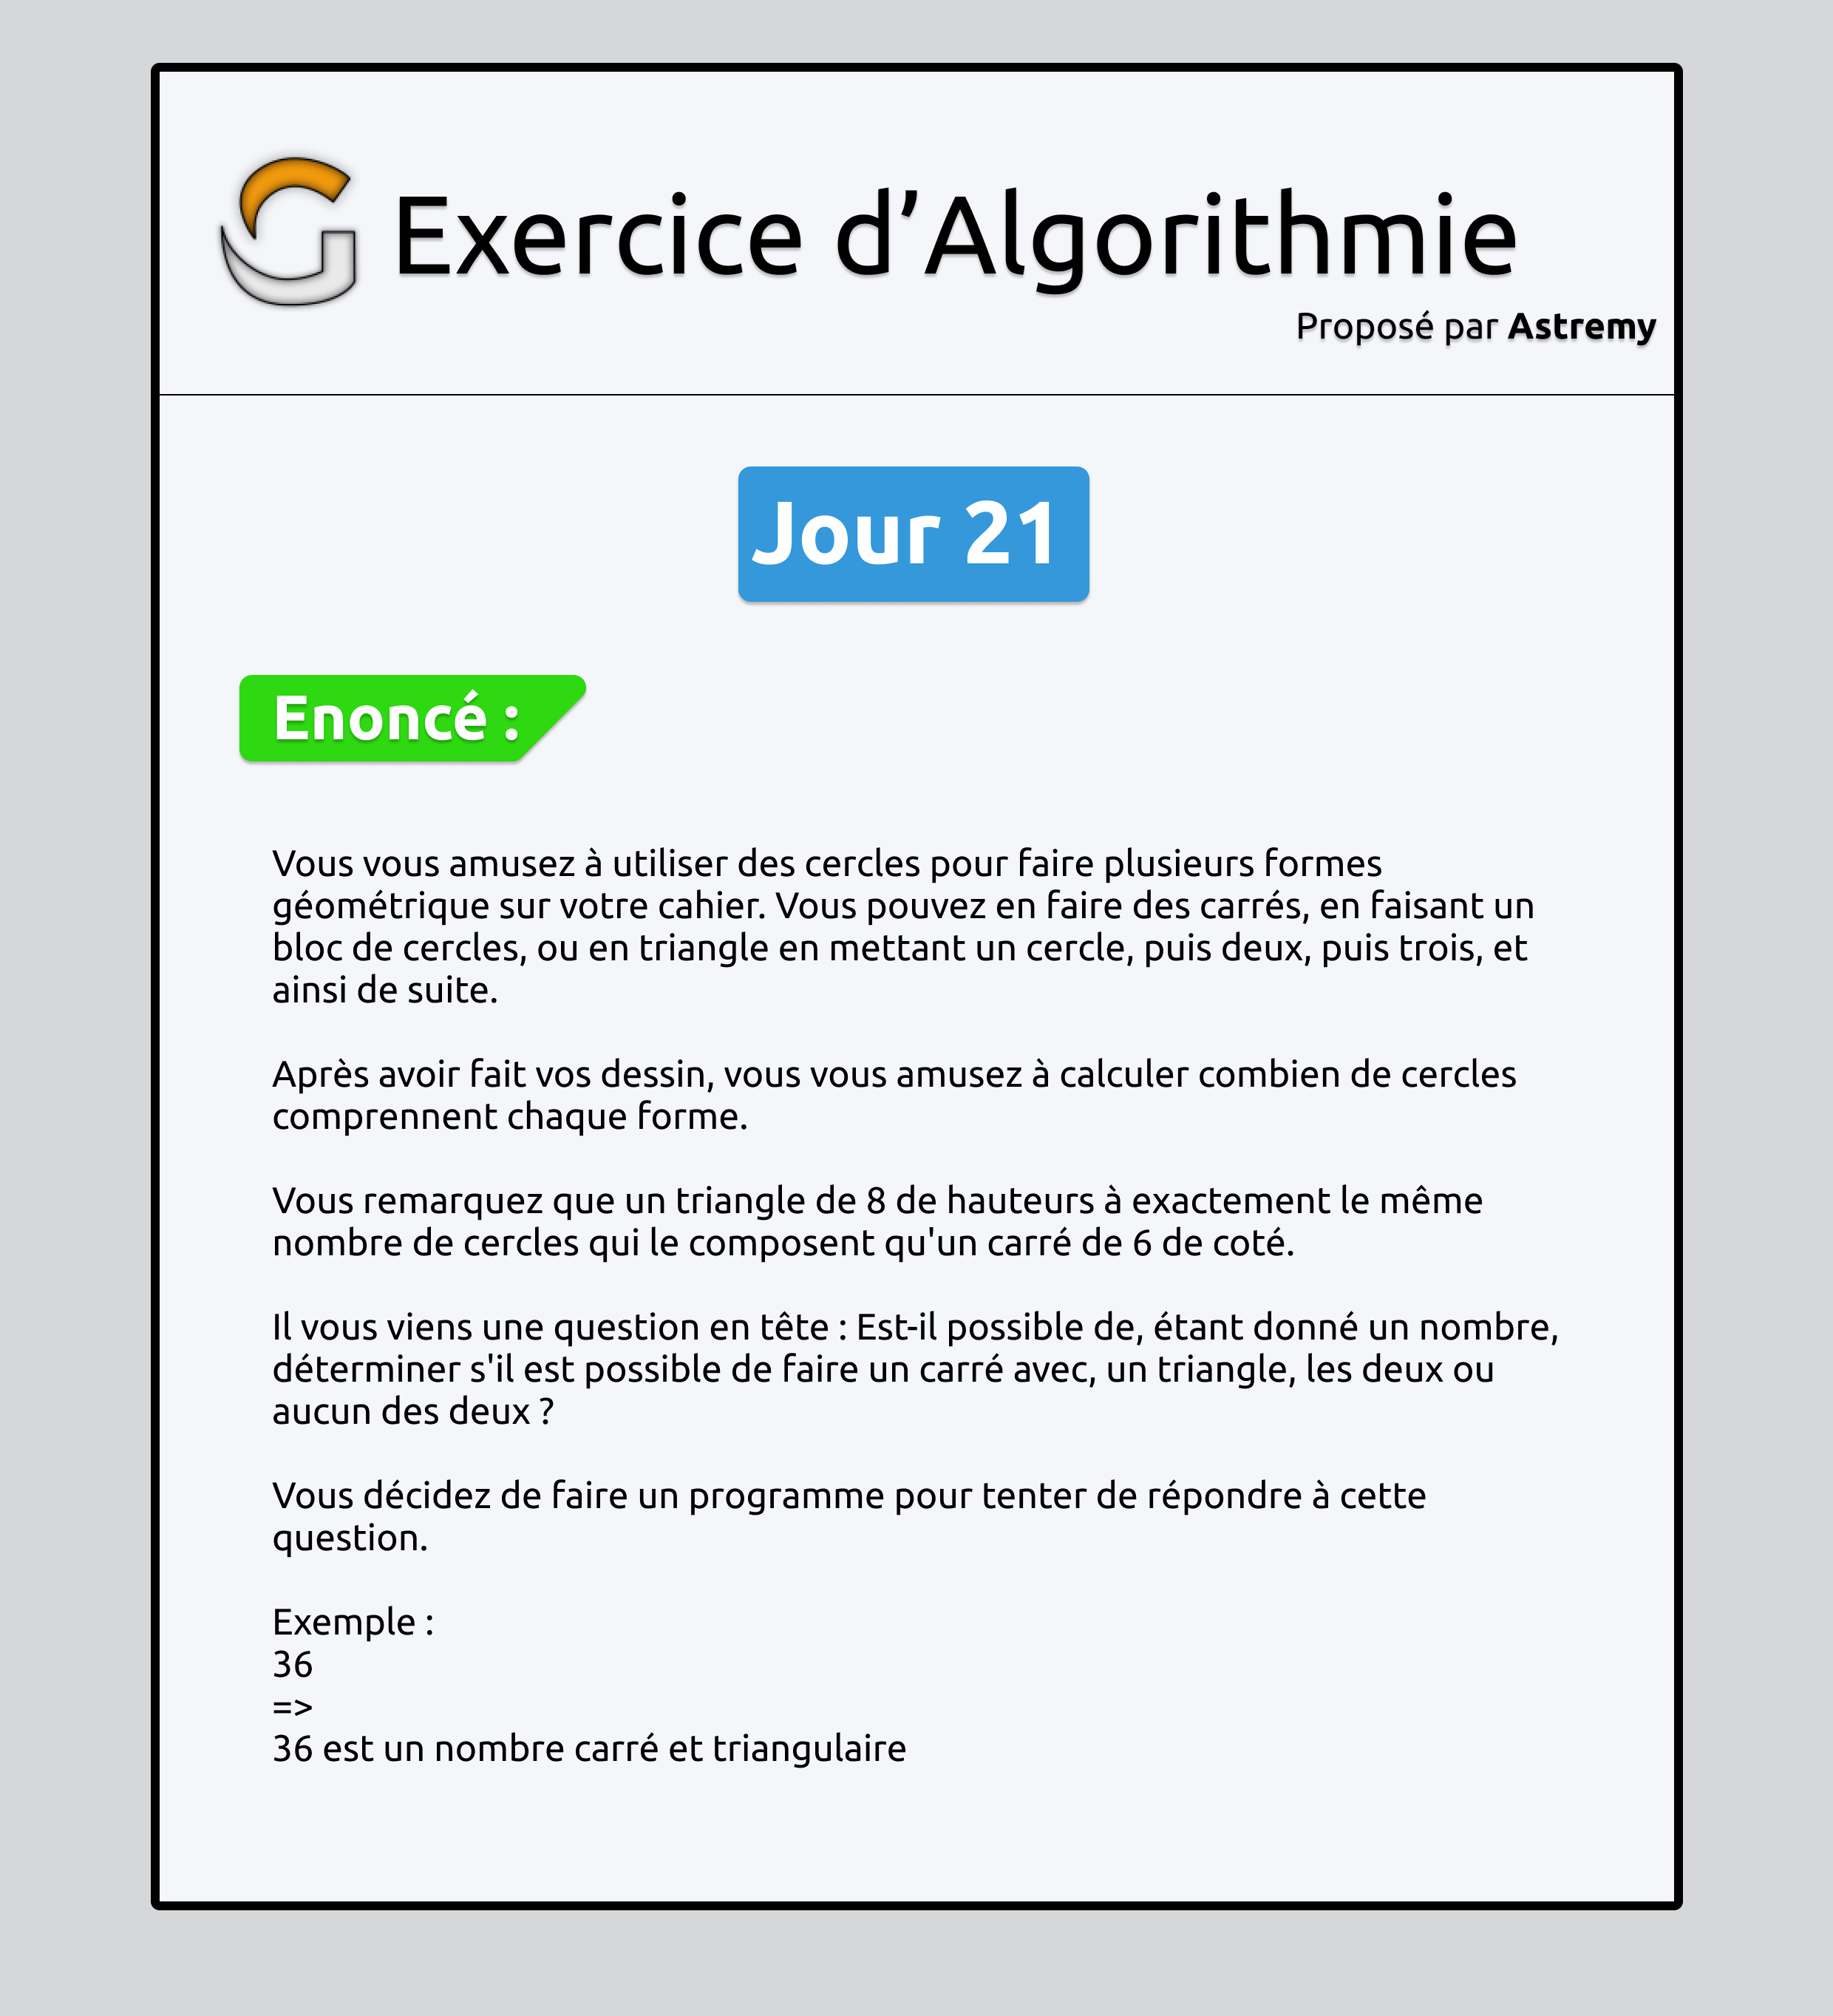 Exercice d’Algorithmie
Proposé par Astremy
Jour 21
Enoncé :
Vous vous amusez à utiliser des cercles pour faire plusieurs formes
géométrique sur votre cahier. Vous pouvez en faire des carrés, en faisant un
bloc de cercles, ou en triangle en mettant un cercle, puis deux, puis trois, et
ainsi de suite.
Après avoir fait vos dessin, vous vous amusez à calculer combien de cercles
comprennent chaque forme.
Vous remarquez que un triangle de 8 de hauteurs à exactement le même
nombre de cercles qui le composent qu'un carré de 6 de coté.
Il vous viens une question en tête : Est-il possible de, étant donné un nombre,
déterminer s'il est possible de faire un carré avec, un triangle, les deux ou
aucun des deux ?
Vous décidez de faire un programme pour tenter de répondre à cette
question.
Exemple :
36
=>
36 est un nombre carré et triangulaire